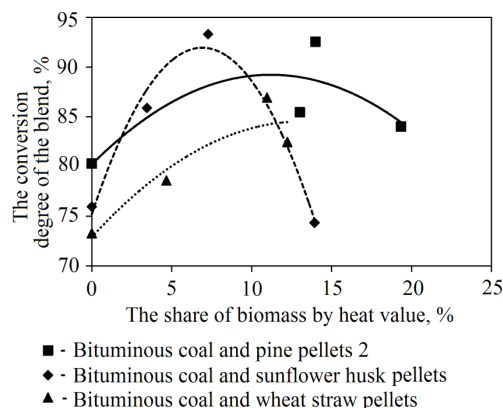 The conversion
degree of the blend, %
95
90
85
80
75
70
0
5
10
15
20
25
The share of biomass by heat value, %
- Bituminous coal and pine pellets 2
- Bituminous coal and sunflower husk pellets
- Bituminous coal and wheat straw pellets